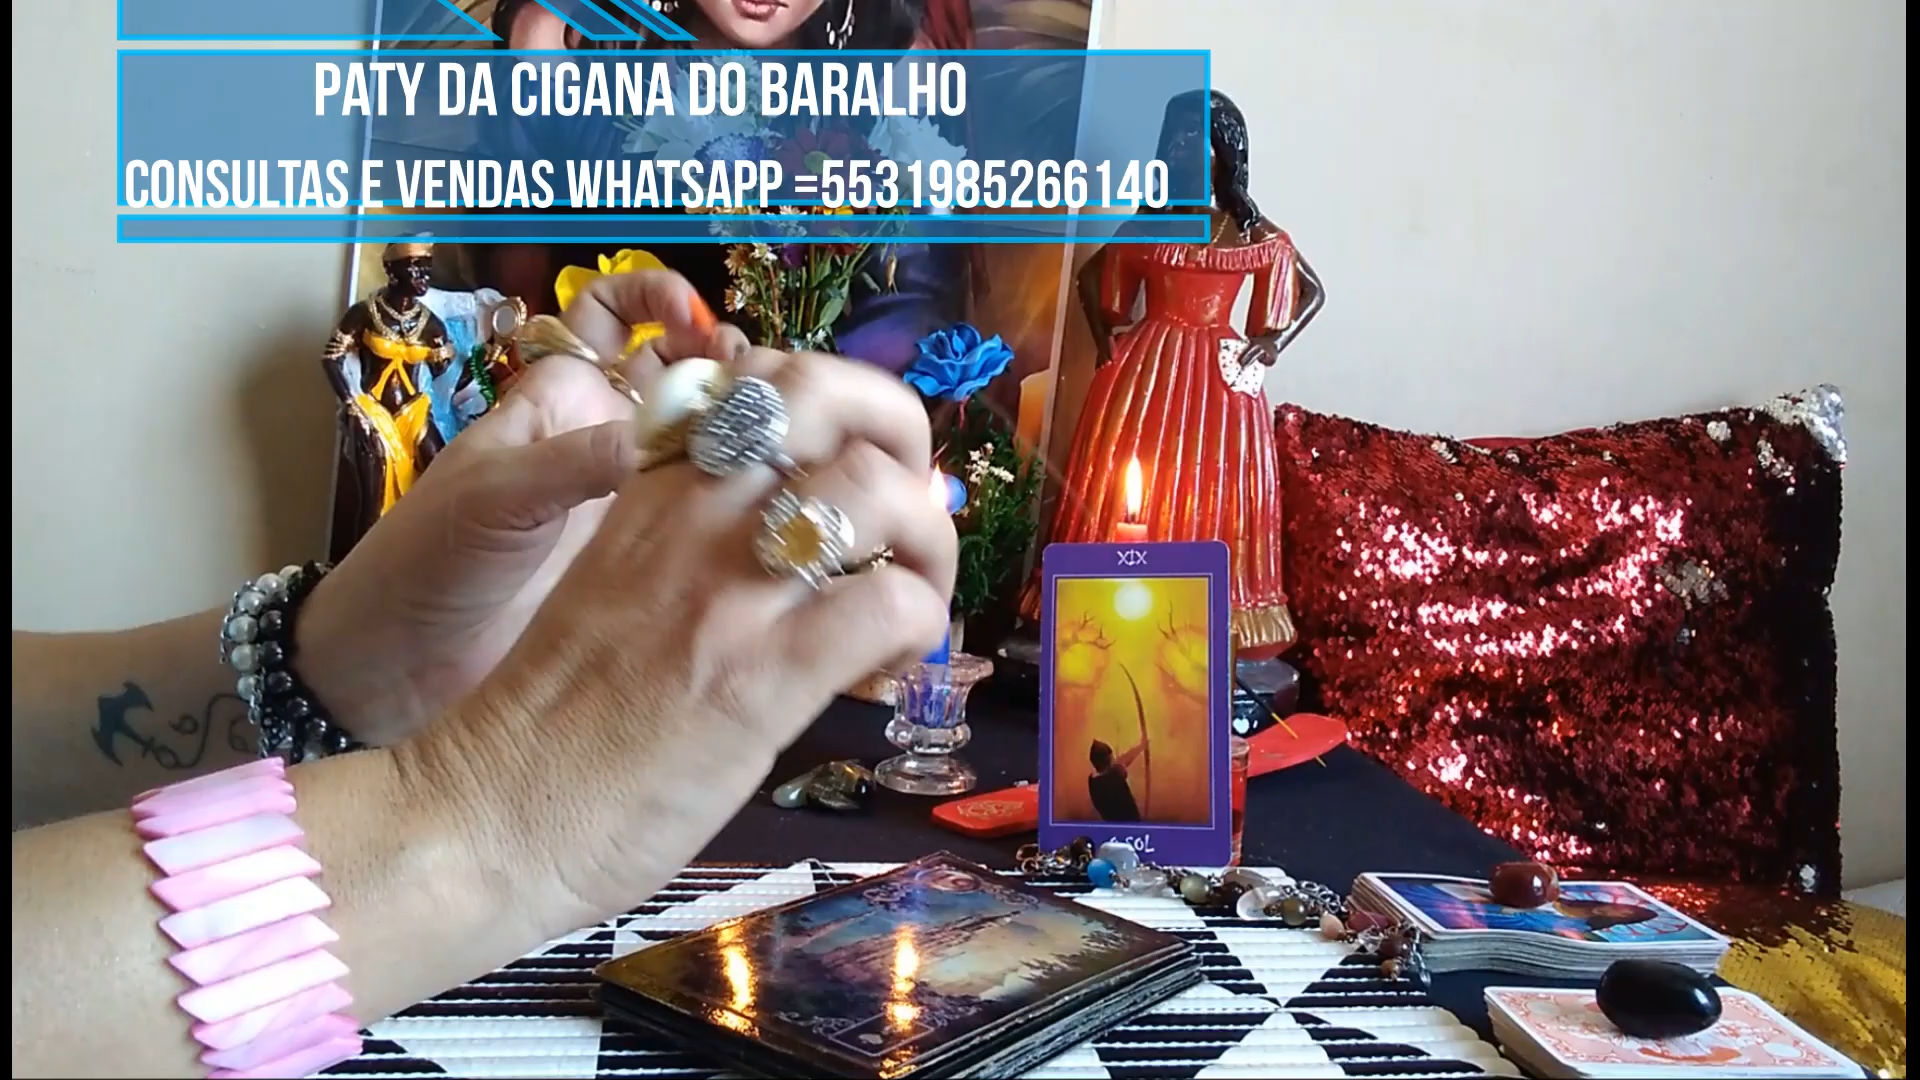 PATY DA CIGANA DO BARALHO
CONSULTAS E VENDAS WHATSAPP =5531985266140
XIX
O SOL